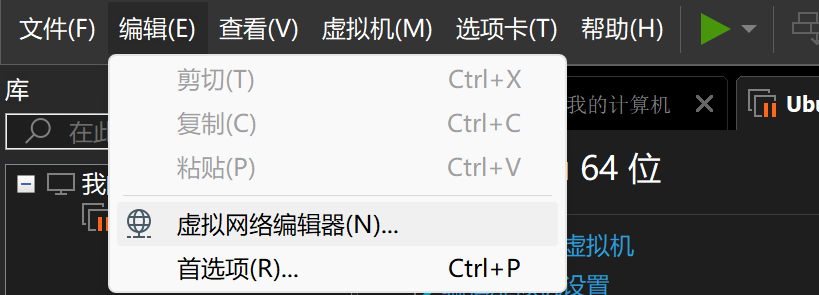 文件(F) 编辑(E) 查看(V) 虚拟机(M) 选项卡(T) 帮助(H)
库
在此
我的
剪切(T) Ctrl+X
复制(C) Ctrl+C
粘贴(P) Ctrl+V
虚拟网络编辑器(N)...
首选项(R)... Ctrl+P
我的计算机
Ubu
64 位
虚拟机
设置